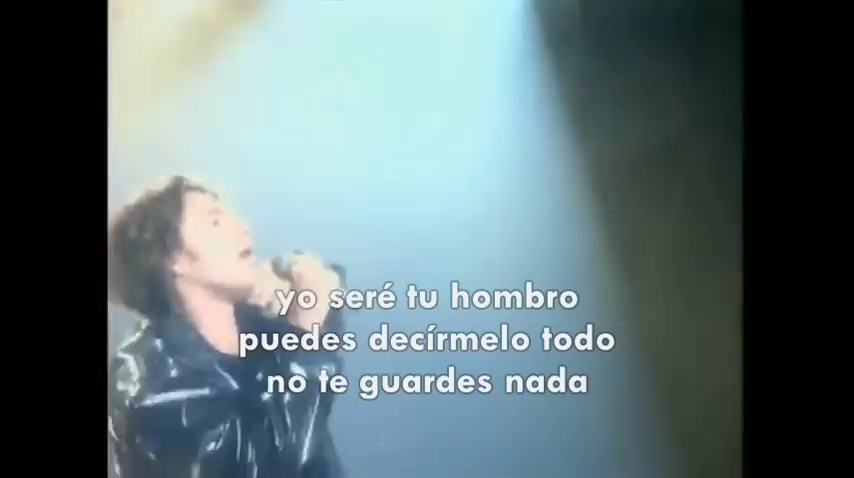 yo seré tu hombro
puedes decírmelo todo
no te guardes nada